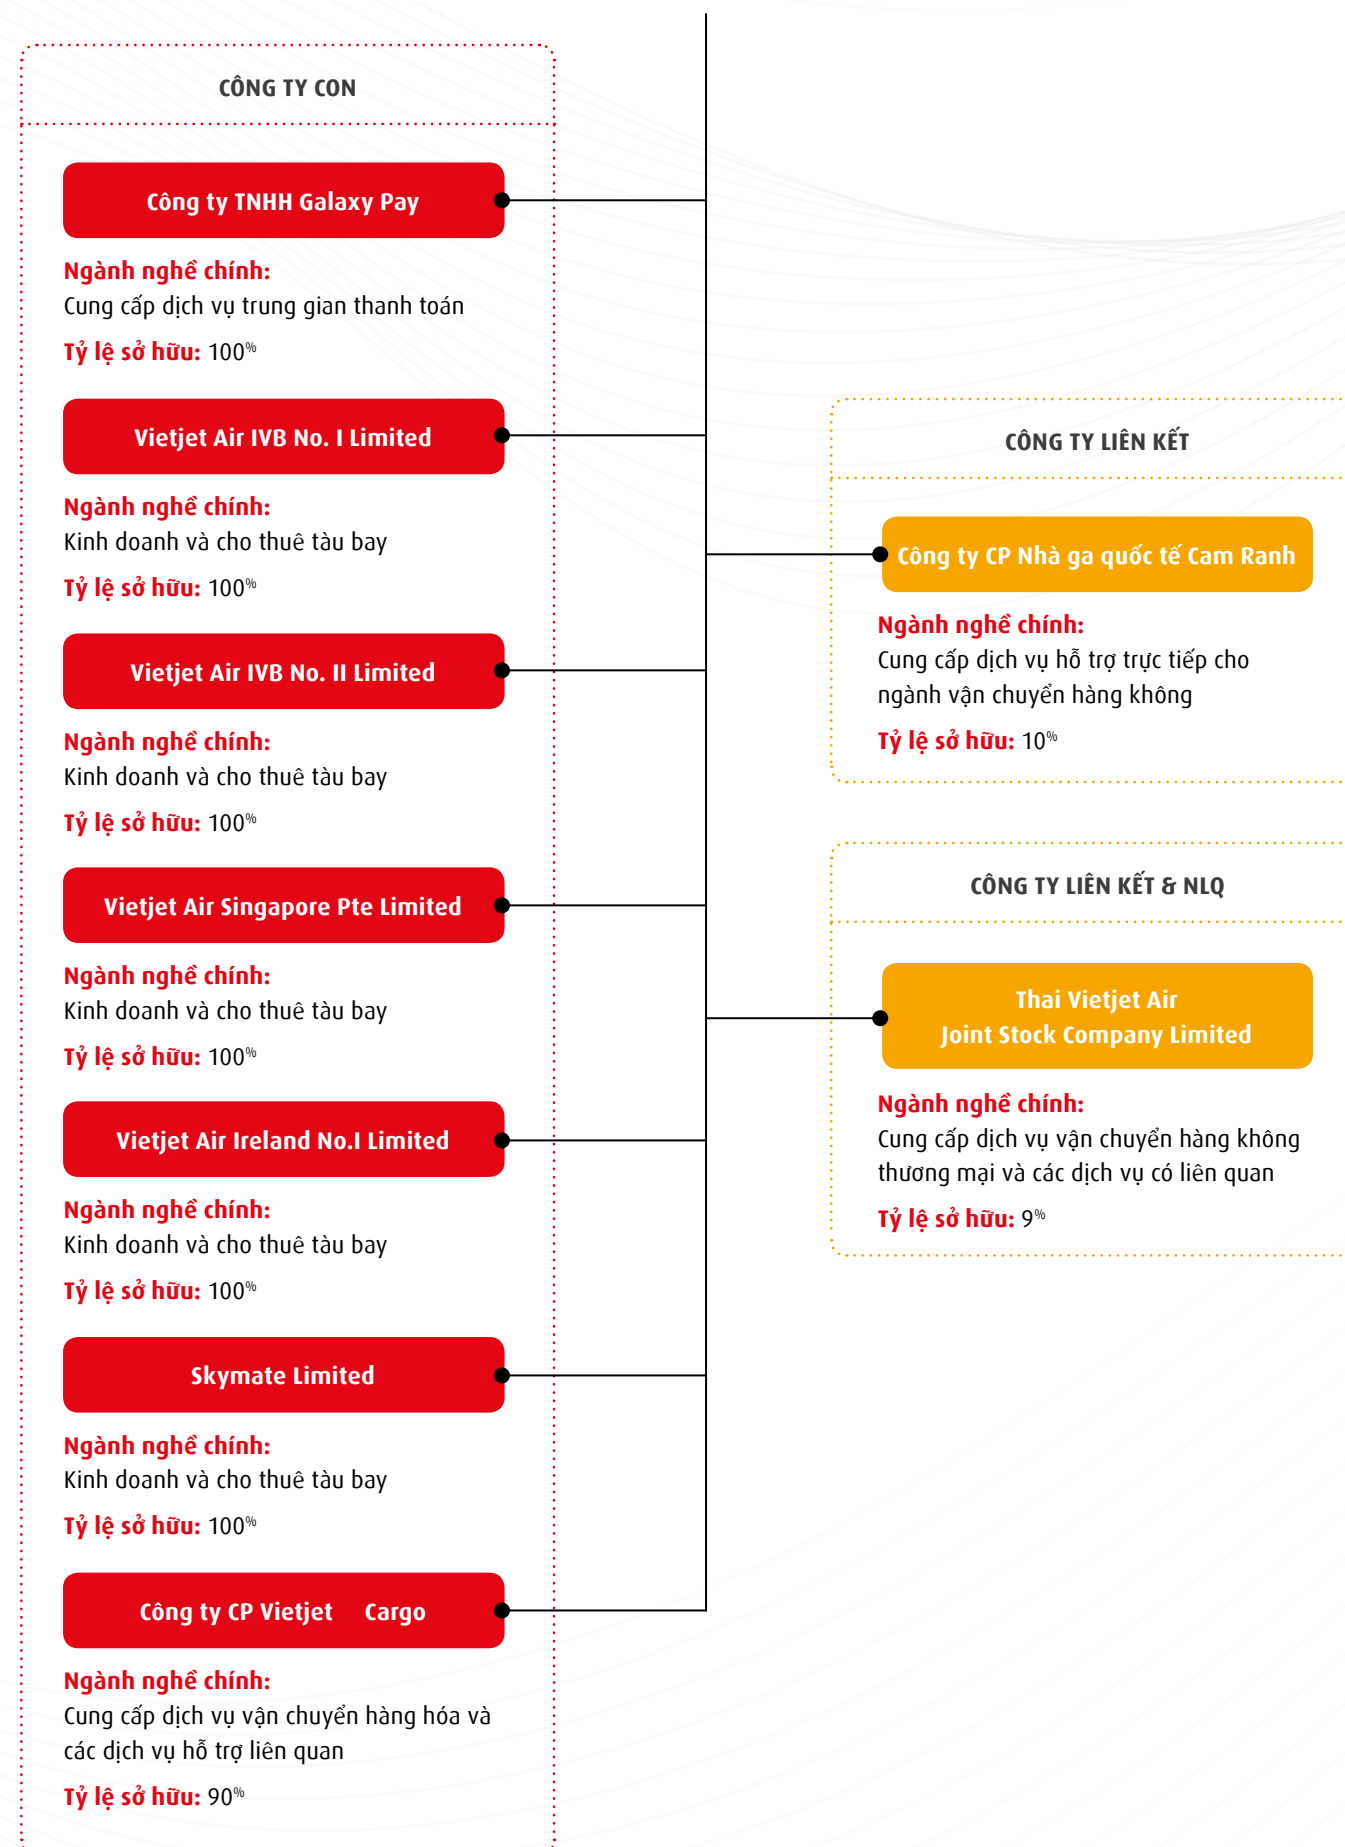 CÔNG TY CON
Công ty TNHH Galaxy Pay
Ngành nghề chính:
Cung cấp dịch vụ trung gian thanh toán
Tỷ lệ sở hữu: 100%
Vietjet Air IVB No. I Limited
Ngành nghề chính:
Kinh doanh và cho thuê tàu bay
Tỷ lệ sở hữu: 100%
Vietjet Air IVB No. II Limited
Ngành nghề chính:
Kinh doanh và cho thuê tàu bay
Tỷ lệ sở hữu: 100%
Vietjet Air Singapore Pte Limited
Ngành nghề chính:
Kinh doanh và cho thuê tàu bay
Tỷ lệ sở hữu: 100%
Vietjet Air Ireland No.I Limited
Ngành nghề chính:
Kinh doanh và cho thuê tàu bay
Tỷ lệ sở hữu: 100%
Skymate Limited
Ngành nghề chính:
Kinh doanh và cho thuê tàu bay
Tỷ lệ sở hữu: 100%
Công ty CP Vietjet Cargo
Ngành nghề chính:
Cung cấp dịch vụ vận chuyển hàng hóa và
các dịch vụ hỗ trợ liên quan
Tỷ lệ sở hữu: 90%
CÔNG TY LIÊN KẾT
Công ty CP Nhà ga quốc tế Cam Ranh
Ngành nghề chính:
Cung cấp dịch vụ hỗ trợ trực tiếp cho
ngành vận chuyển hàng không
Tỷ lệ sở hữu: 10%
CÔNG TY LIÊN KẾT & NLQ
Thai Vietjet Air
Joint Stock Company Limited
Ngành nghề chính:
Cung cấp dịch vụ vận chuyển hàng không
thương mại và các dịch vụ có liên quan
Tỷ lệ sở hữu: 9%